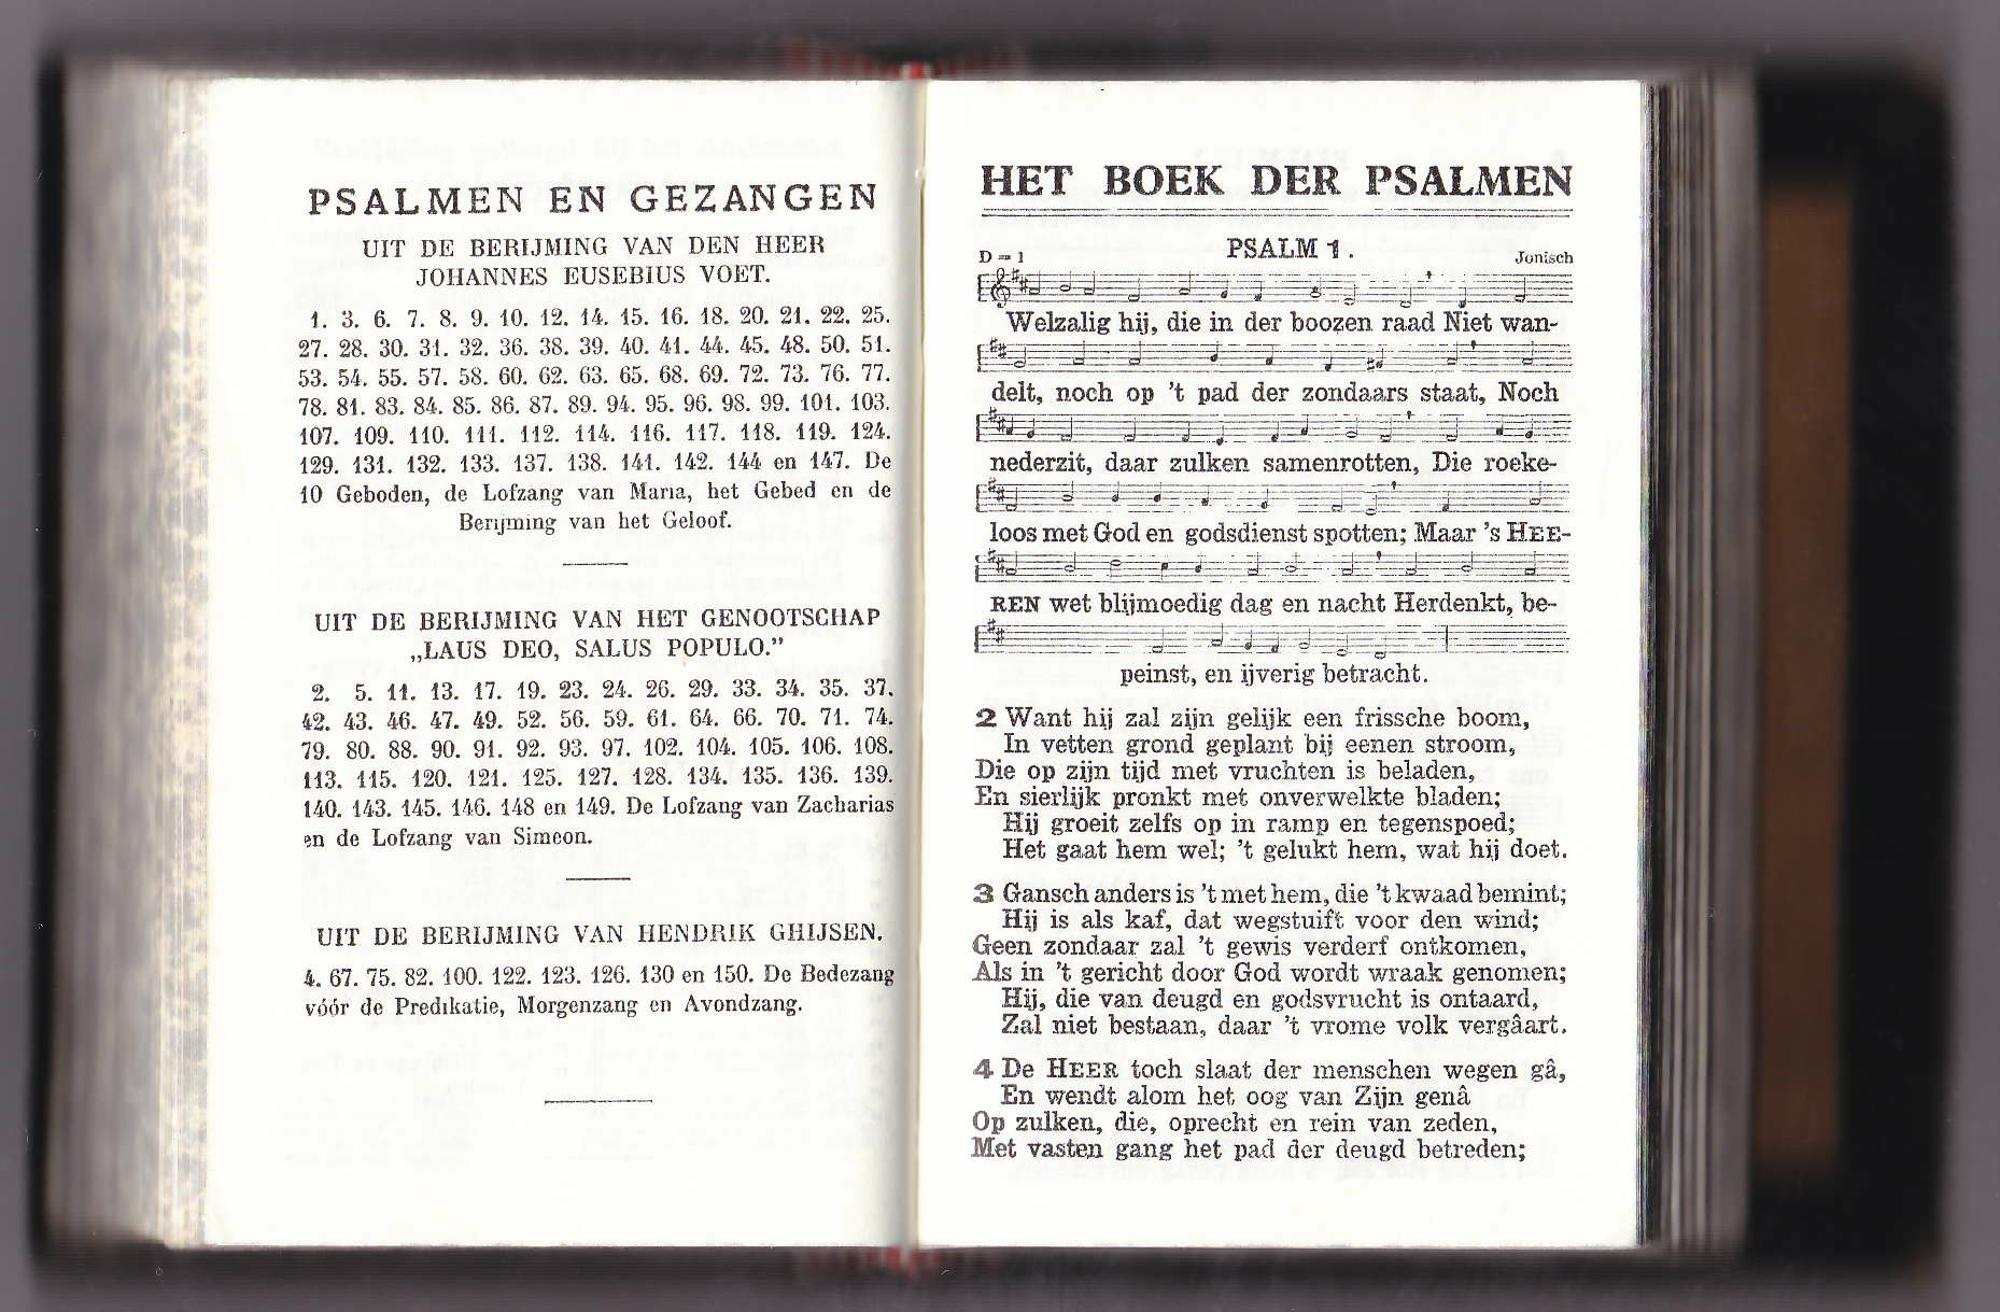 PSALMEN EN GEZANGEN
UIT DE BERIJMING VAN DEN HEER
JOHANNES EUSEBIUS VOET.
1. 3. 6. 7. 8. 9. 10. 12. 14. 15. 16. 18. 20. 21. 22. 25.
27. 28. 30. 31. 32. 36. 38. 39. 40. 41. 44. 45. 48. 50. 51.
53. 54. 55. 57. 58. 60. 62. 63. 65. 68. 69. 72. 73. 76. 77.
78. 81. 83. 84. 85. 86. 87. 89. 94. 95. 96. 98. 99. 101. 103.
107. 109. 110. 111. 112. 114. 116. 117. 118. 119. 124.
129. 131. 132. 133. 137. 138. 141. 142. 144 en 147. De
10 Geboden, de Lofzang van Maria, het Gebed en de
Berijming van het Geloof.
UIT DE BERIJMING VAN HET GENOOTSCHAP
„LAUS DEO, SALUS POPULO.”
2. 5. 11. 13. 17. 19. 23. 24. 26. 29. 33. 34. 35. 37.
42. 43. 46. 47. 49. 52. 56. 59. 61. 64. 66. 70. 71. 74.
79. 80. 88. 90. 91. 92. 93. 97. 102. 104. 105. 106. 108.
113. 115. 120. 121. 125. 127. 128. 134. 135. 136. 139.
140. 143. 145. 146. 148 en 149. De Lofzang van Zacharias
en de Lofzang van Simeon.
UIT DE BERIJMING VAN HENDRIK GHIJSEN.
4. 67. 75. 82. 100. 122. 123. 126. 130 en 150. De Bedezang
vóór de Predikatie, Morgenzang en Avondzang.
HET BOEK DER PSALMEN
PSALM 1.
D = 1 Jonisch
Welzalig hij, die in der boozen raad Niet wan-
delt, noch op 't pad der zondaars staat, Noch
nederzit, daar zulken samenrotten, Die roeke-
loos met God en godsdienst spotten; Maar 's HEE-
REN wet blijmoedig dag en nacht Herdenkt, be-
peinst, en ijverig betracht.
2 Want hij zal zijn gelijk een frissche boom,
In vetten grond geplant bij eenen stroom,
Die op zijn tijd met vruchten is beladen,
En sierlijk pronkt met onverwelkte bladen;
Hij groeit zelfs op in ramp en tegenspoed;
Het gaat hem wel; 't gelukt hem, wat hij doet.
3 Gansch anders is 't met hem, die 't kwaad bemint;
Hij is als kaf, dat wegstuift voor den wind;
Geen zondaar zal 't gewis verderf ontkomen,
Als in 't gericht door God wordt wraak genomen;
Hij, die van deugd en godsvrucht is ontaard,
Zal niet bestaan, daar 't vrome volk vergâart.
4 De HEER toch slaat der menschen wegen gâ,
En wendt alom het oog van Zijn genâ
Op zulken, die, oprecht en rein van zeden,
Met vasten gang het pad der deugd betreden;